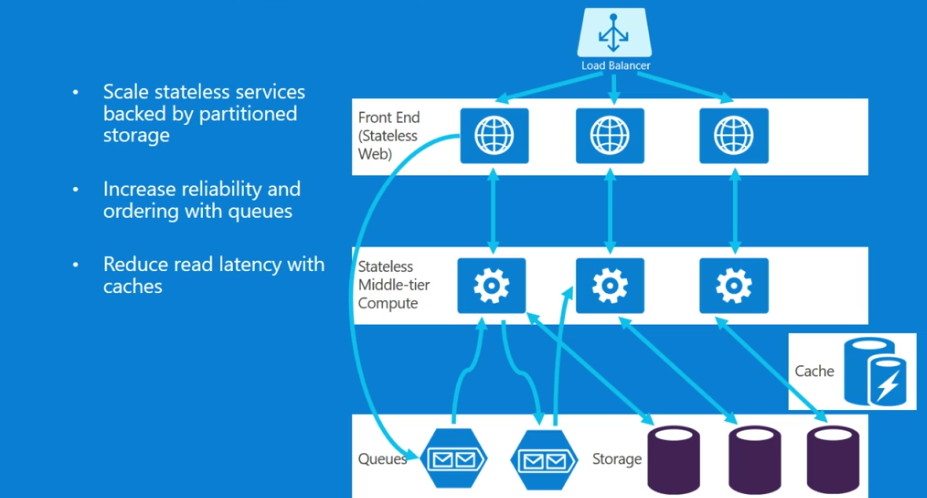 • Scale stateless services
backed by partitioned
storage
• Increase reliability and
ordering with queues
• Reduce read latency with
caches
Load Balancer
Front End
(Stateless
Web)
Stateless
Middle-tier
Compute
Cache
Queues
Storage